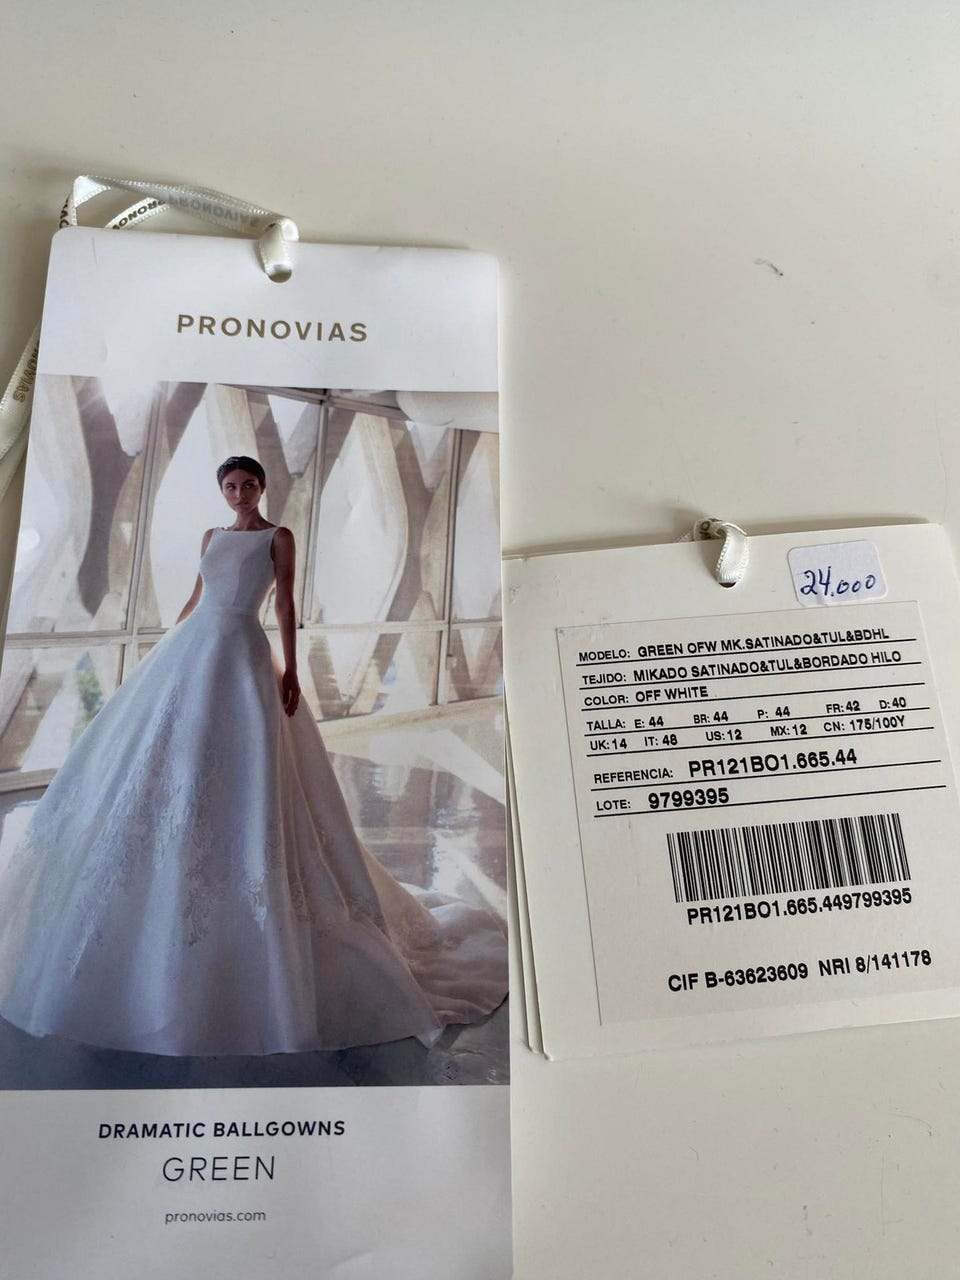 PRONOVIAS
PRONOVIAS
DRAMATIC BALLGOWNS
GREEN
pronovias.com
24.000
MODELO: GREEN OFW MK.SATINADO&TUL&BDHL
TEJIDO: MIKADO SATINADO&TUL&BORDADO HILO
COLOR: OFF WHITE
TALLA: E: 44 BR: 44 P: 44 FR: 42 D: 40
UK: 14 IT: 48 US: 12 MX: 12 CN: 175/100Y
REFERENCIA: PR121BO1.665.44
LOTE: 9799395
PR121BO1.665.449799395
CIF B-63623609 NRI 8/141178